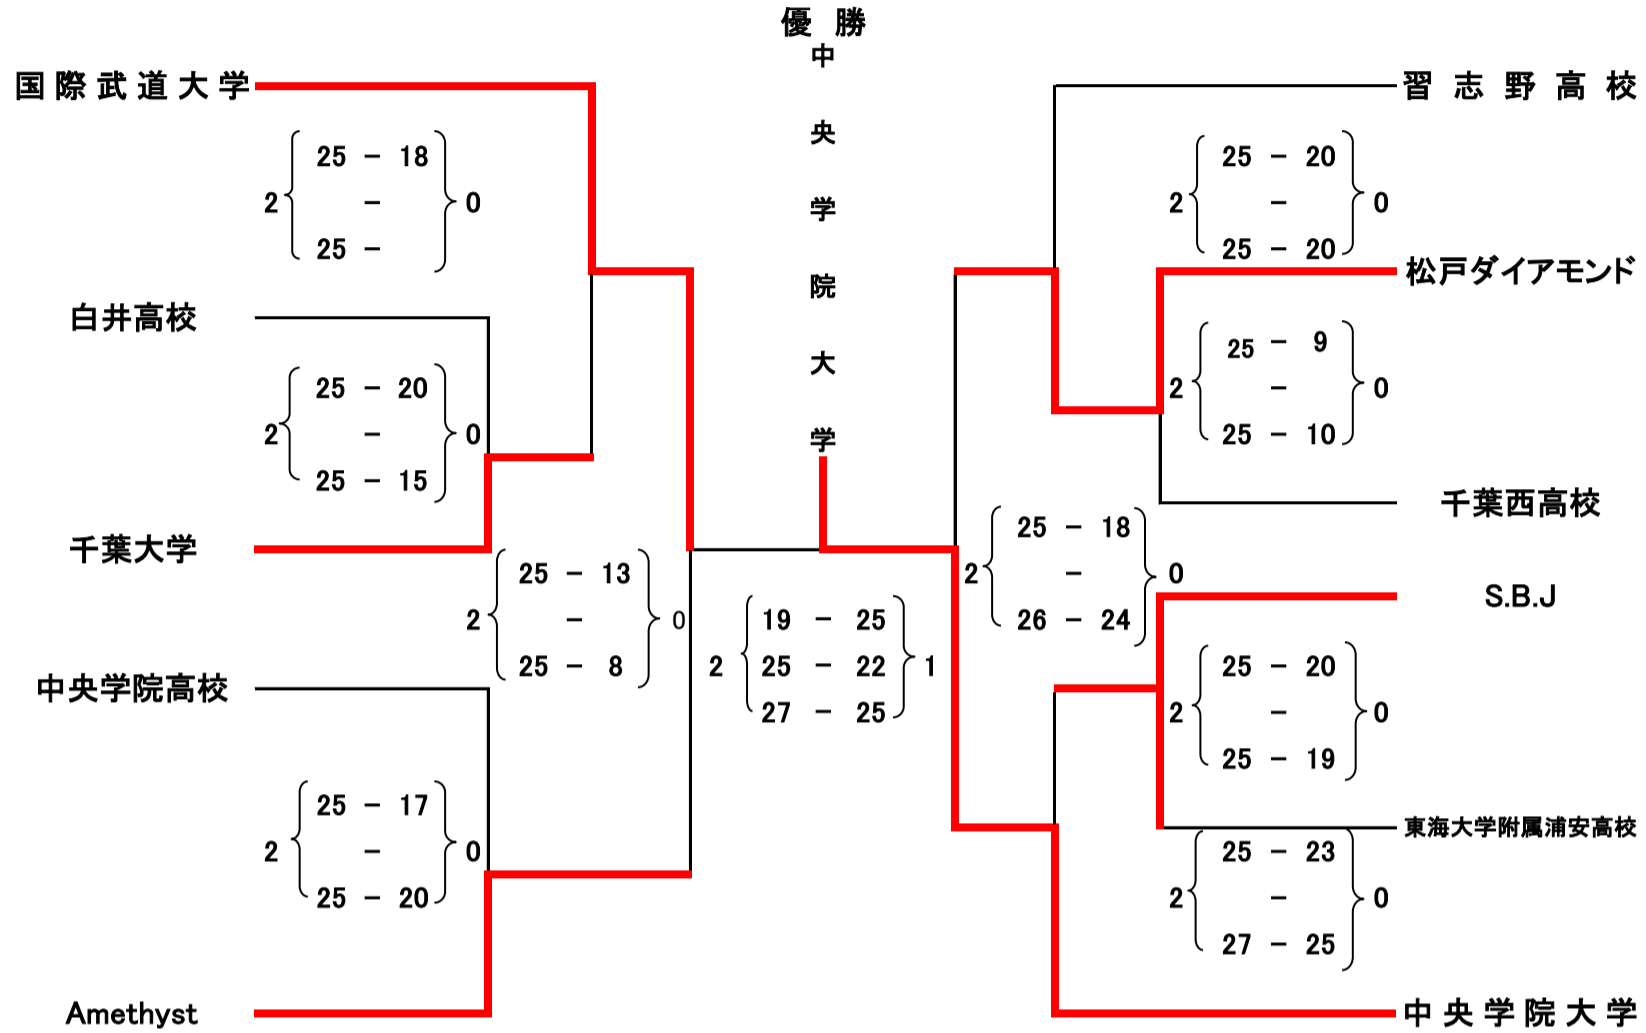 優 勝
中央学院大学
国際武道大学
2 { 25 - 18 } 0
-
25 -
白井高校
2 { 25 - 20 } 0
-
25 - 15
千葉大学
2 { 25 - 13 } 0
-
25 - 8
中央学院高校
2 { 25 - 17 } 0
-
25 - 20
Amethyst
2 { 19 - 25 } 1
25 - 22
27 - 25
習志野高校
2 { 25 - 20 } 0
-
25 - 20
松戸ダイアモンド
2 { 25 - 9 } 0
-
25 - 10
千葉西高校
2 { 25 - 18 } 0
-
26 - 24
S.B.J
2 { 25 - 20 } 0
-
25 - 19
東海大学附属浦安高校
2 { 25 - 23 } 0
-
27 - 25
中央学院大学